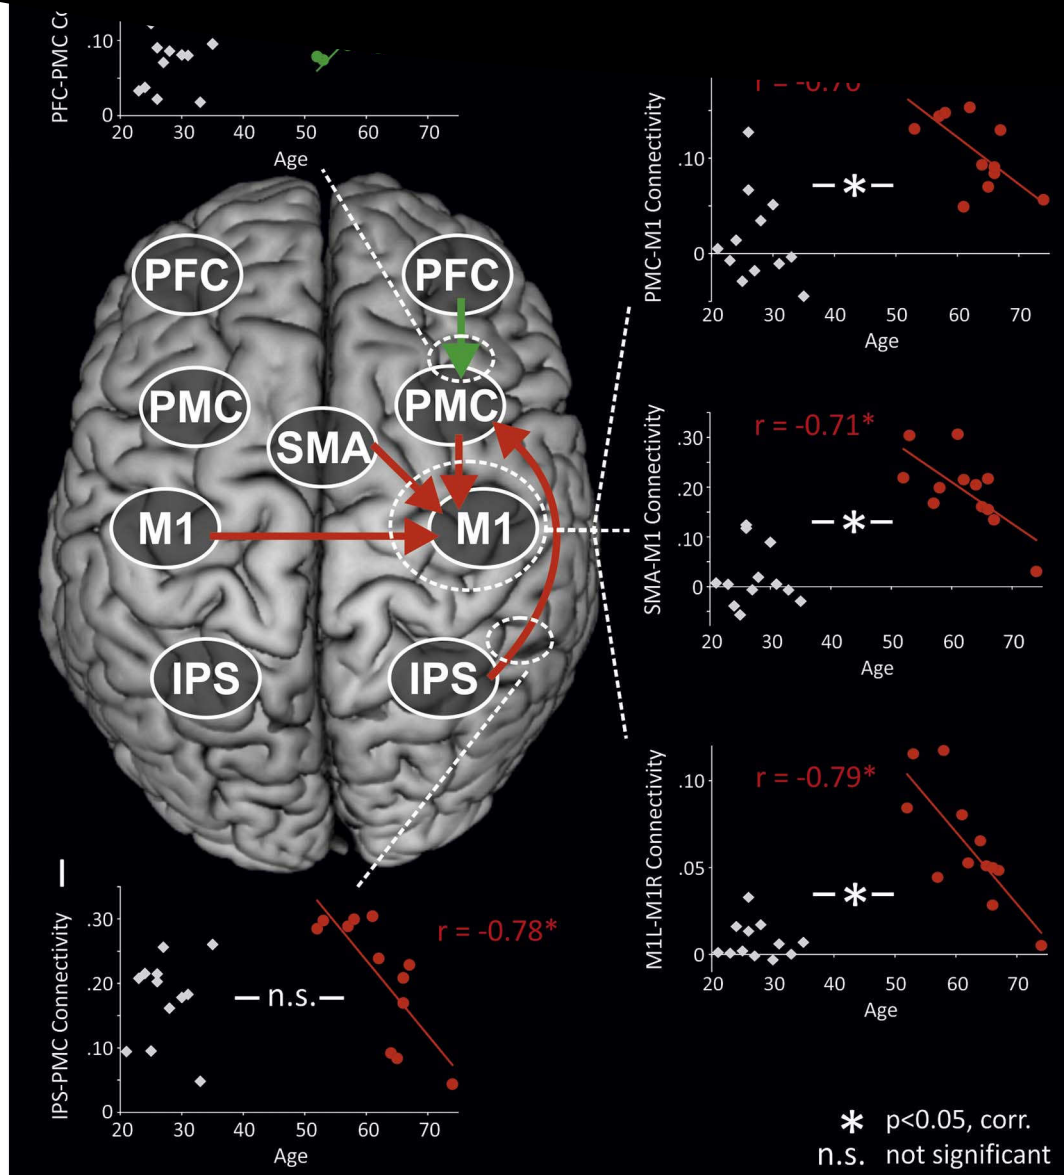 PFC-PMC
.10
0
20 30 40 50 60 70
Age
PFC PFC
PMC PMC
SMA
M1 M1
IPS IPS
PMC-M1 Connectivity
.10
0
20 30 40 50 60 70
Age
SMA-M1 Connectivity
r = -0.71*
.30
.20
.10
0
20 30 40 50 60 70
Age
M1L-M1R Connectivity
r = -0.79*
.10
.05
0
20 30 40 50 60 70
Age
IPS-PMC Connectivity
r = -0.78*
.30
.20
.10
0
n.s.
20 30 40 50 60 70
Age
* p<0.05, corr.
n.s. not significant